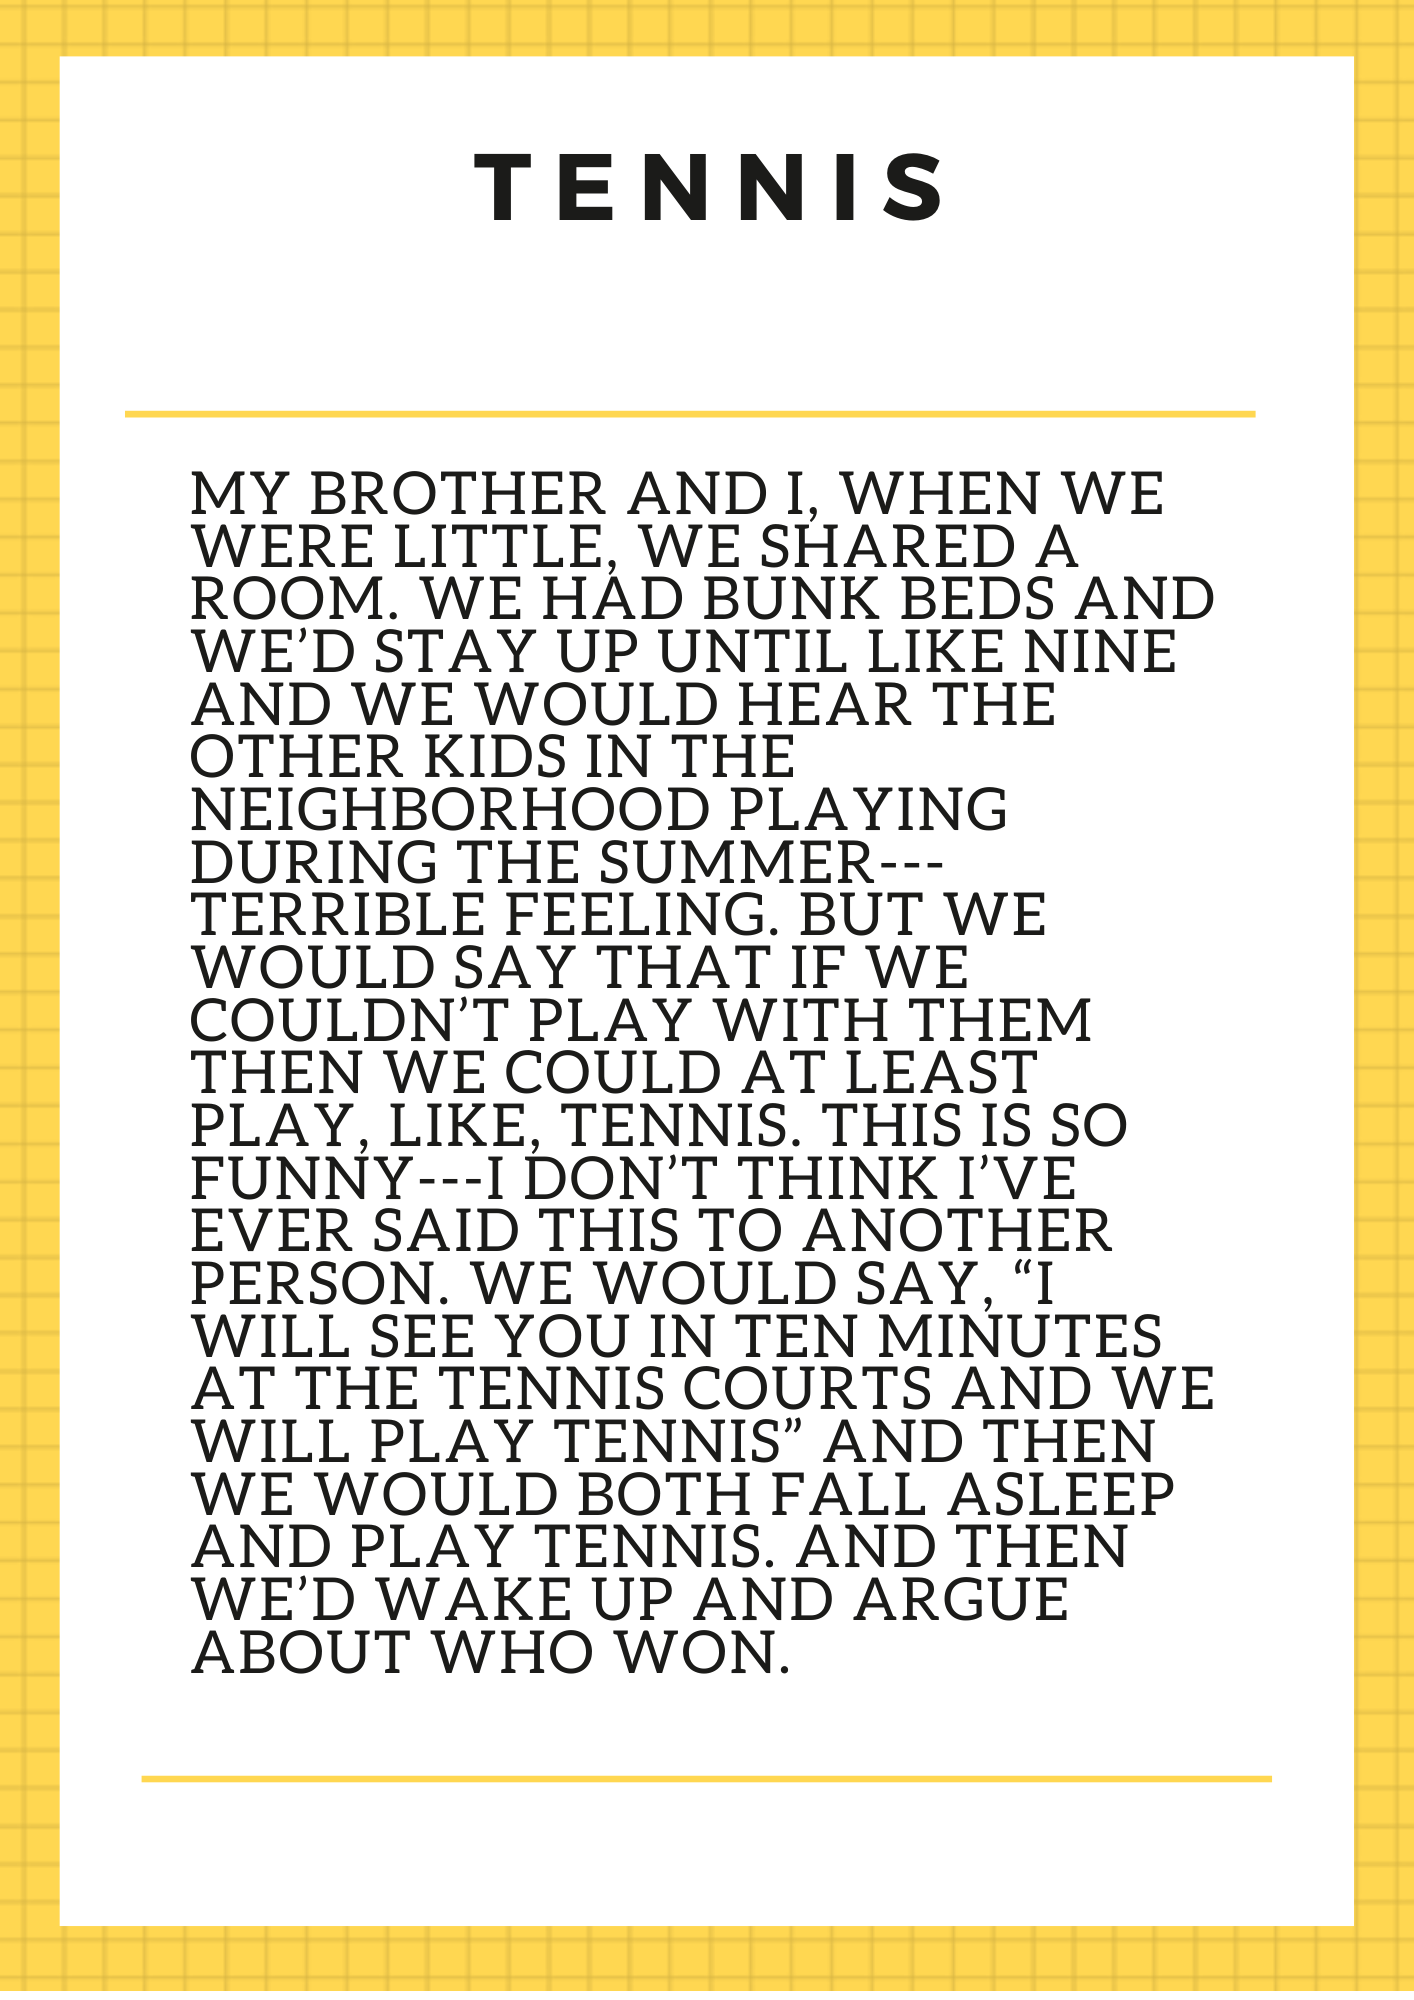 TENNIS
MY BROTHER AND I, WHEN WE
WERE LITTLE, WE SHARED A
ROOM. WE HAD BUNK BEDS AND
WE’D STAY UP UNTIL LIKE NINE
AND WE WOULD HEAR THE
OTHER KIDS IN THE
NEIGHBORHOOD PLAYING
DURING THE SUMMER---
TERRIBLE FEELING. BUT WE
WOULD SAY THAT IF WE
COULDN’T PLAY WITH THEM
THEN WE COULD AT LEAST
PLAY, LIKE, TENNIS. THIS IS SO
FUNNY---I DON’T THINK I’VE
EVER SAID THIS TO ANOTHER
PERSON. WE WOULD SAY, “I
WILL SEE YOU IN TEN MINUTES
AT THE TENNIS COURTS AND WE
WILL PLAY TENNIS” AND THEN
WE WOULD BOTH FALL ASLEEP
AND PLAY TENNIS. AND THEN
WE’D WAKE UP AND ARGUE
ABOUT WHO WON.